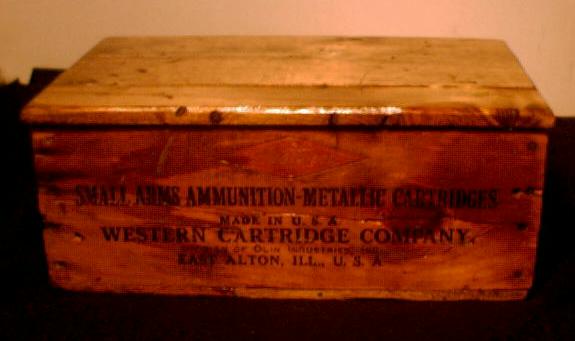 SMALL ARMS AMMUNITION-METALLIC CARTRIDGES
MADE IN U.S.A.
WESTERN CARTRIDGE COMPANY,
OF OLIN INDUSTRIES, INC.
EAST ALTON, ILL., U.S.A.